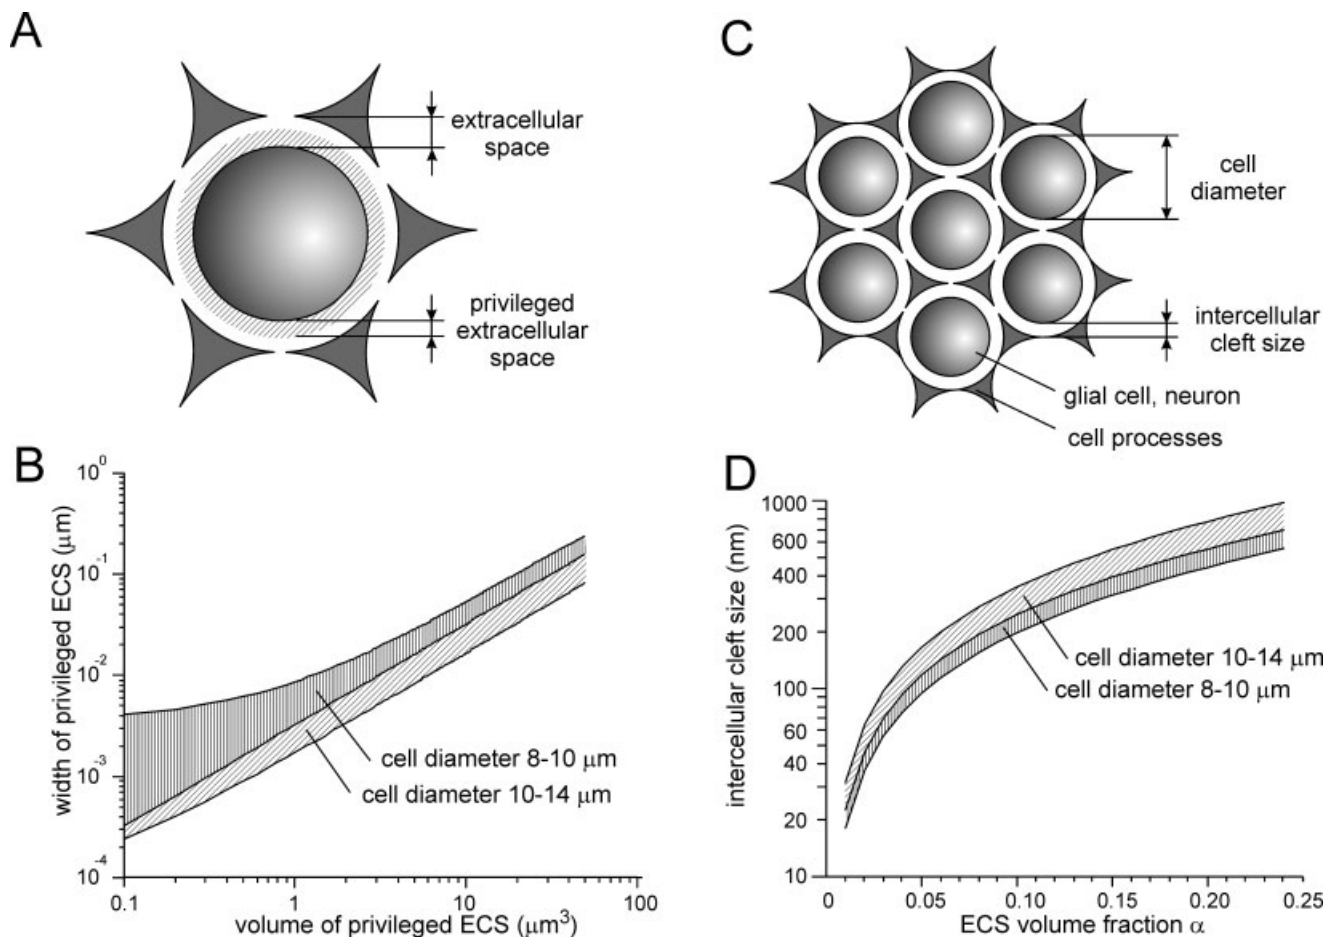 A
extracellular
space
privileged
extracellular
space
C
cell
diameter
intercellular
cleft size
glial cell, neuron
cell processes
B
width of privileged ECS (μm)
10⁰
10⁻¹
10⁻²
10⁻³
10⁻⁴
0.1
1
10
100
cell diameter 8-10 μm
cell diameter 10-14 μm
volume of privileged ECS (μm³)
D
intercellular cleft size (nm)
1000
600
400
200
100
60
40
20
10
0
0.05
0.10
0.15
0.20
0.25
cell diameter 10-14 μm
cell diameter 8-10 μm
ECS volume fraction α